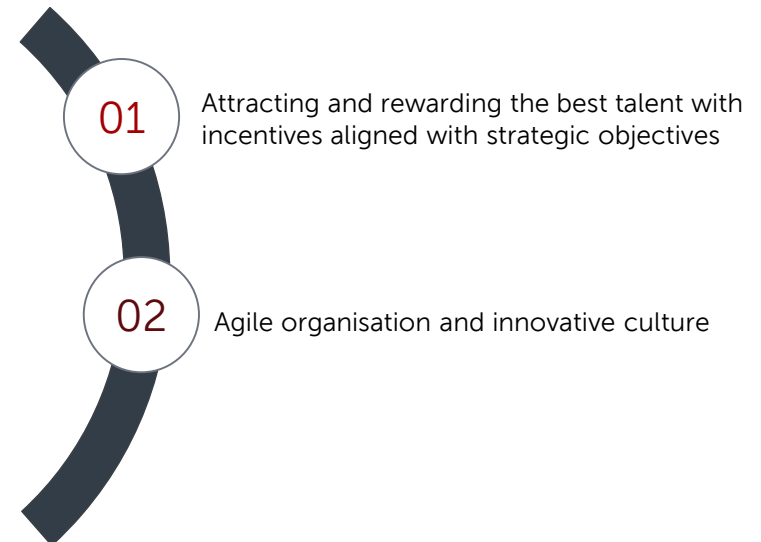 01
Attracting and rewarding the best talent with
incentives aligned with strategic objectives
02
Agile organisation and innovative culture